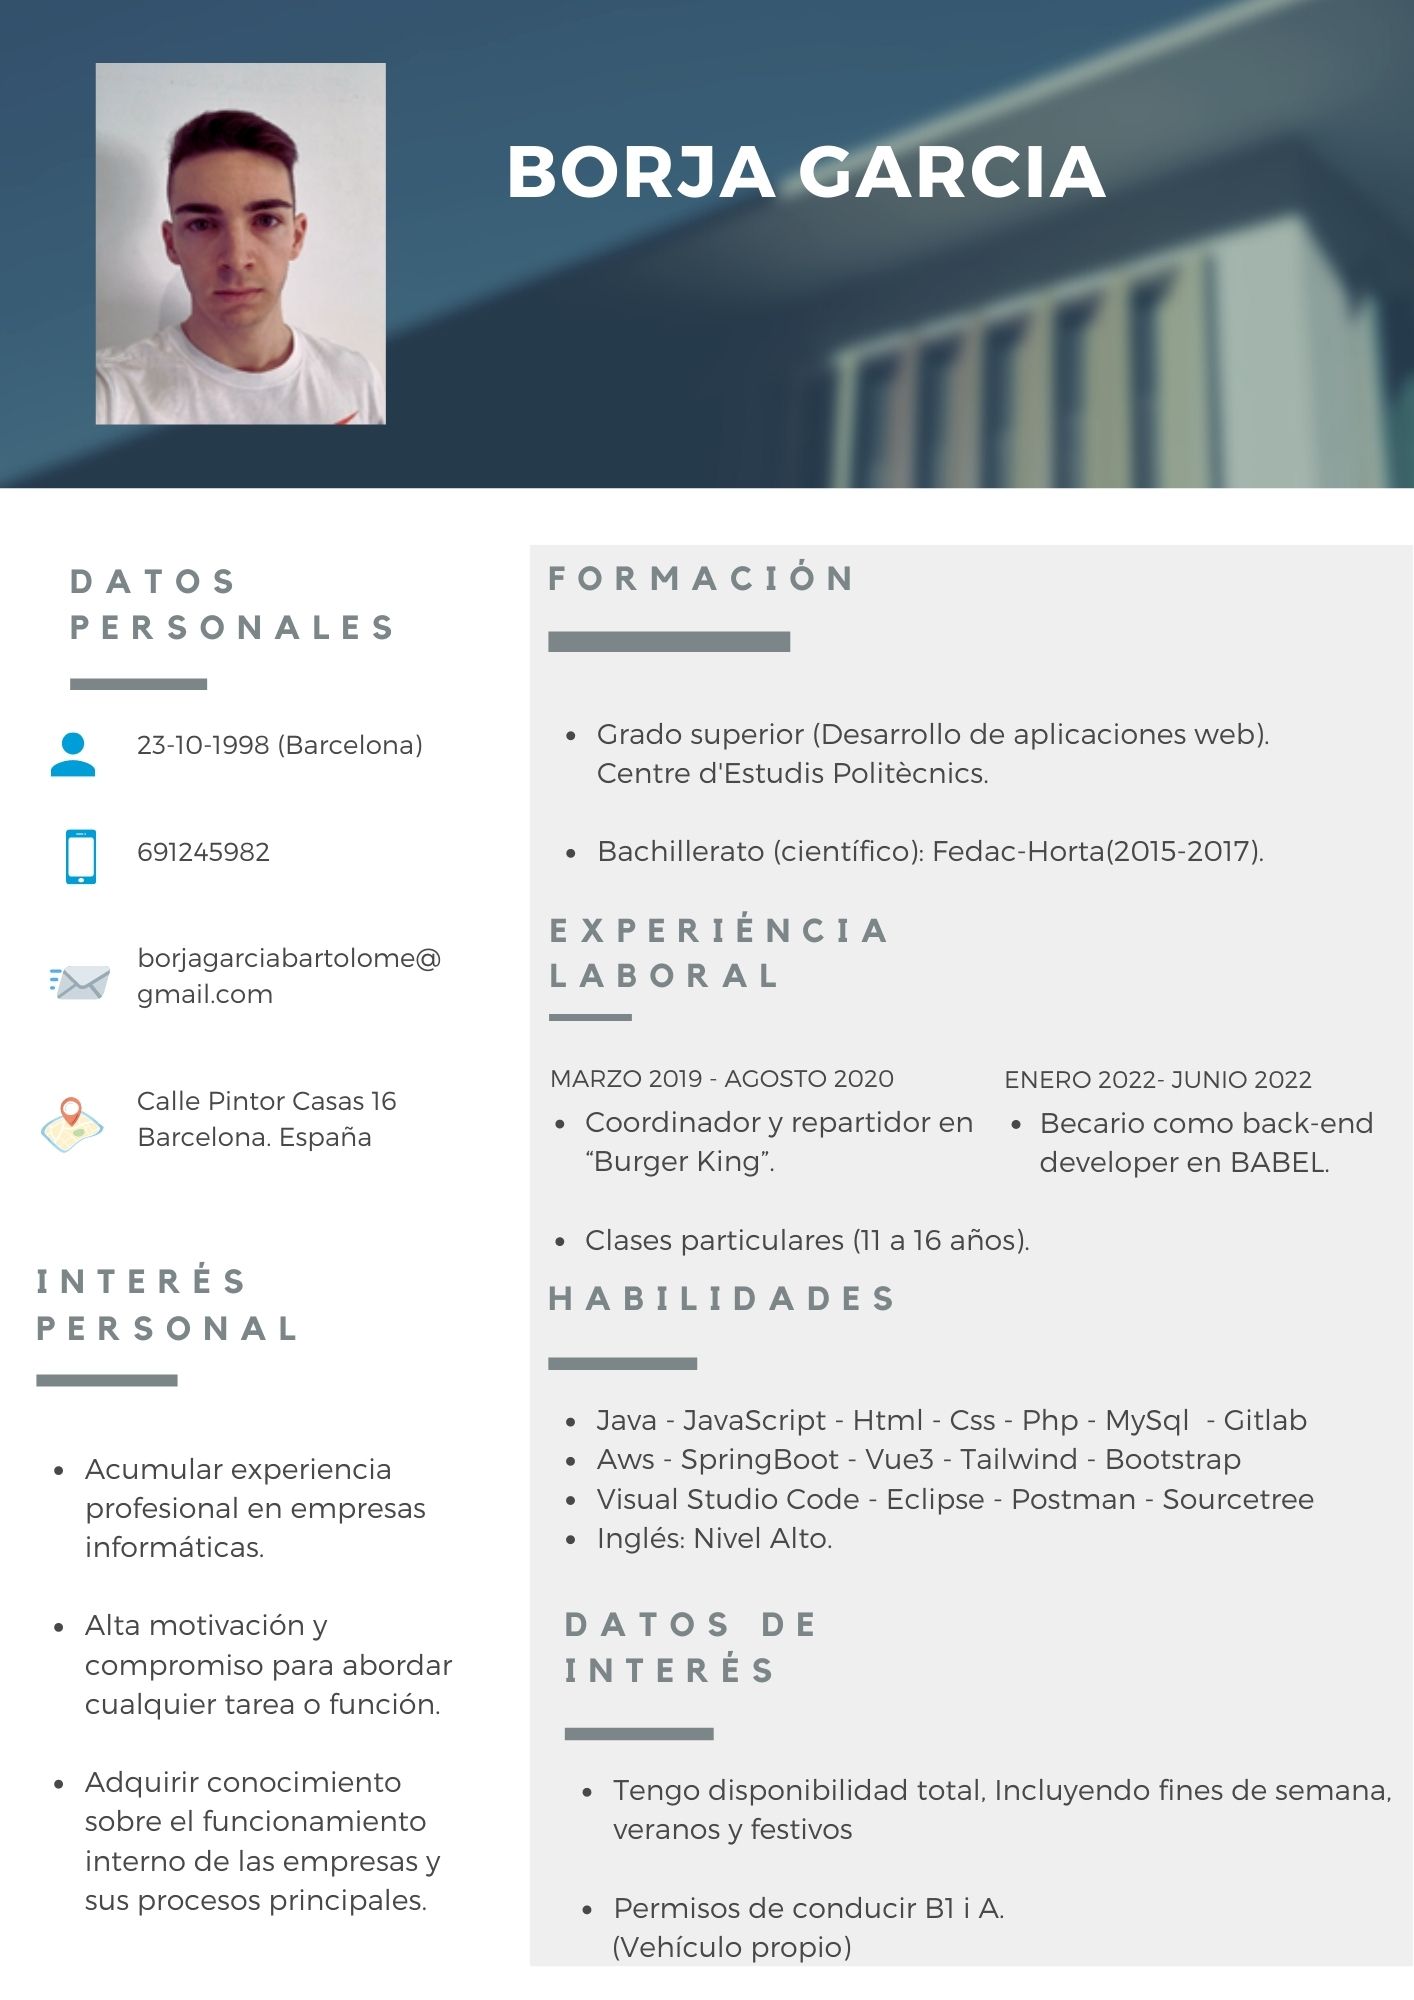 BORJA GARCIA
DATOS
PERSONALES
23-10-1998 (Barcelona)
691245982
borjagarciabartolome@
gmail.com
Calle Pintor Casas 16
Barcelona. España
INTERÉS
PERSONAL
Acumular experiencia
profesional en empresas
informáticas.
Alta motivación y
compromiso para abordar
cualquier tarea o función.
Adquirir conocimiento
sobre el funcionamiento
interno de las empresas y
sus procesos principales.
FORMACIÓN
Grado superior (Desarrollo de aplicaciones web).
Centre d'Estudis Politècnics.
Bachillerato (científico): Fedac-Horta(2015-2017).
EXPERIÉNCIA
LABORAL
MARZO 2019 - AGOSTO 2020
Coordinador y repartidor en
“Burger King”.
Clases particulares (11 a 16 años).
ENERO 2022- JUNIO 2022
Becario como back-end
developer en BABEL.
HABILIDADES
Java - JavaScript - Html - Css - Php - MySql  - Gitlab
Aws - SpringBoot - Vue3 - Tailwind - Bootstrap
Visual Studio Code - Eclipse - Postman - Sourcetree
Inglés: Nivel Alto.
DATOS DE
INTERÉS
Tengo disponibilidad total, Incluyendo fines de semana,
veranos y festivos
Permisos de conducir B1 i A.
(Vehículo propio)